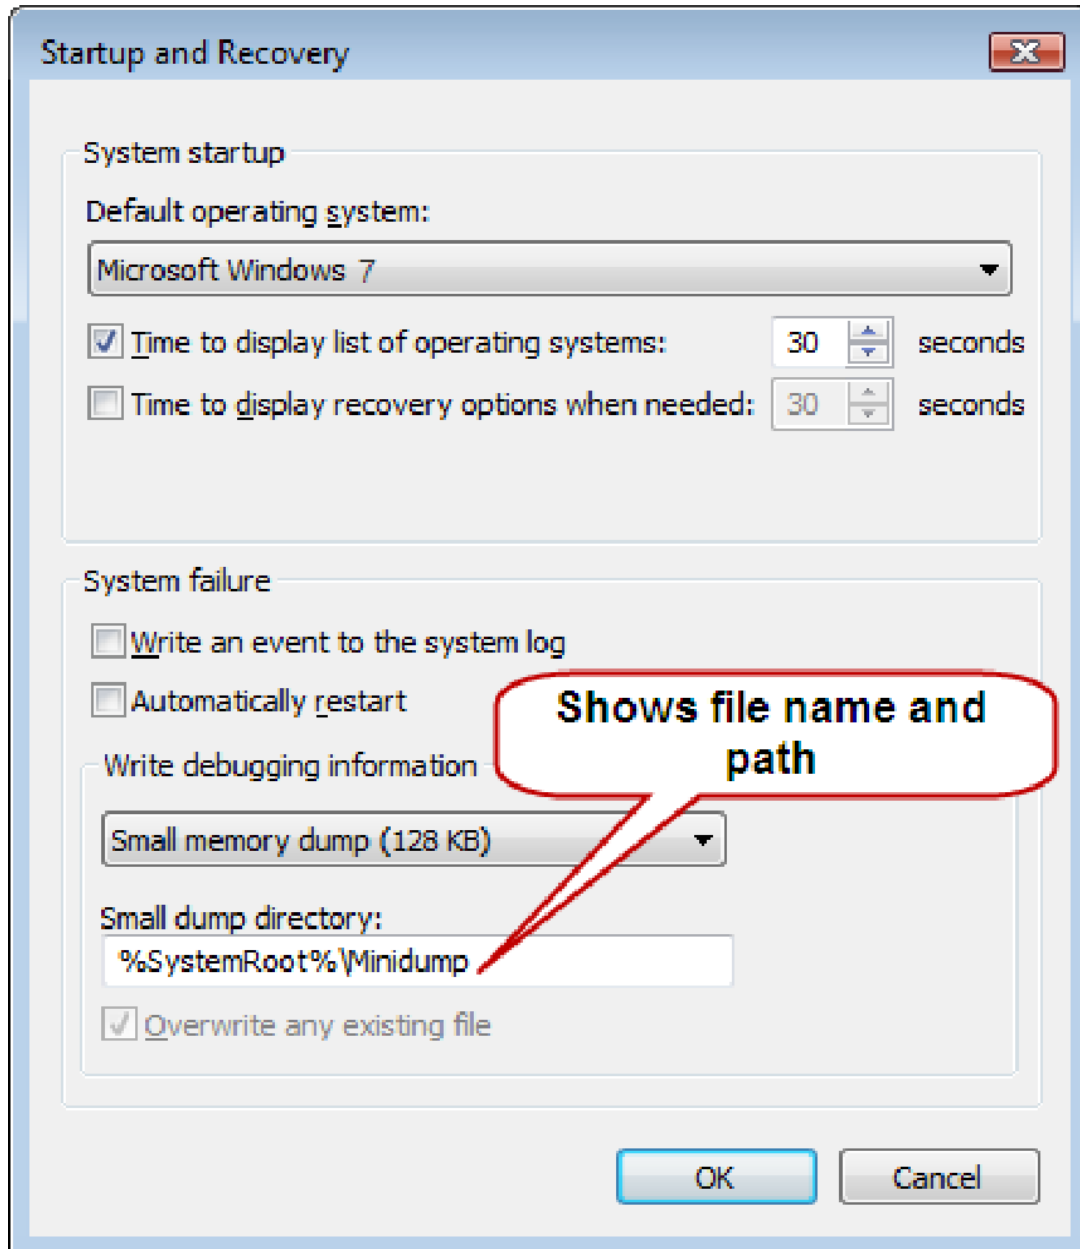 Startup and Recovery
System startup
Default operating system:
Microsoft Windows 7
Time to display list of operating systems: 30 seconds
Time to display recovery options when needed: 30 seconds
System failure
Write an event to the system log
Automatically restart
Shows file name and
path
Write debugging information
Small memory dump (128 KB)
Small dump directory:
%SystemRoot%\Minidump
Overwrite any existing file
OK Cancel